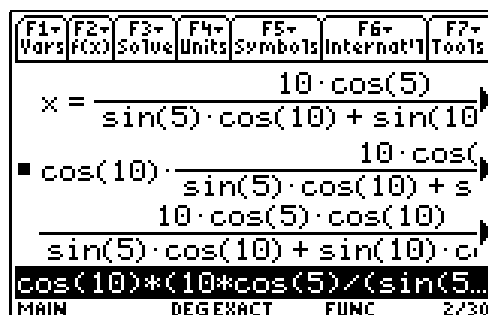 F1▾ F2▾ F3▾ F4▾ F5▾ F6▾ F7▾
Vars f(x) Solve Units Symbols Internat'l Tools
x = 10·cos(5) / sin(5)·cos(10) + sin(10
▪ cos(10)· 10·cos( / sin(5)·cos(10) + s
10·cos(5)·cos(10) / sin(5)·cos(10) + sin(10)·c
cos(10)*(10*cos(5)/(sin(5...
MAIN DEG EXACT FUNC 2/30